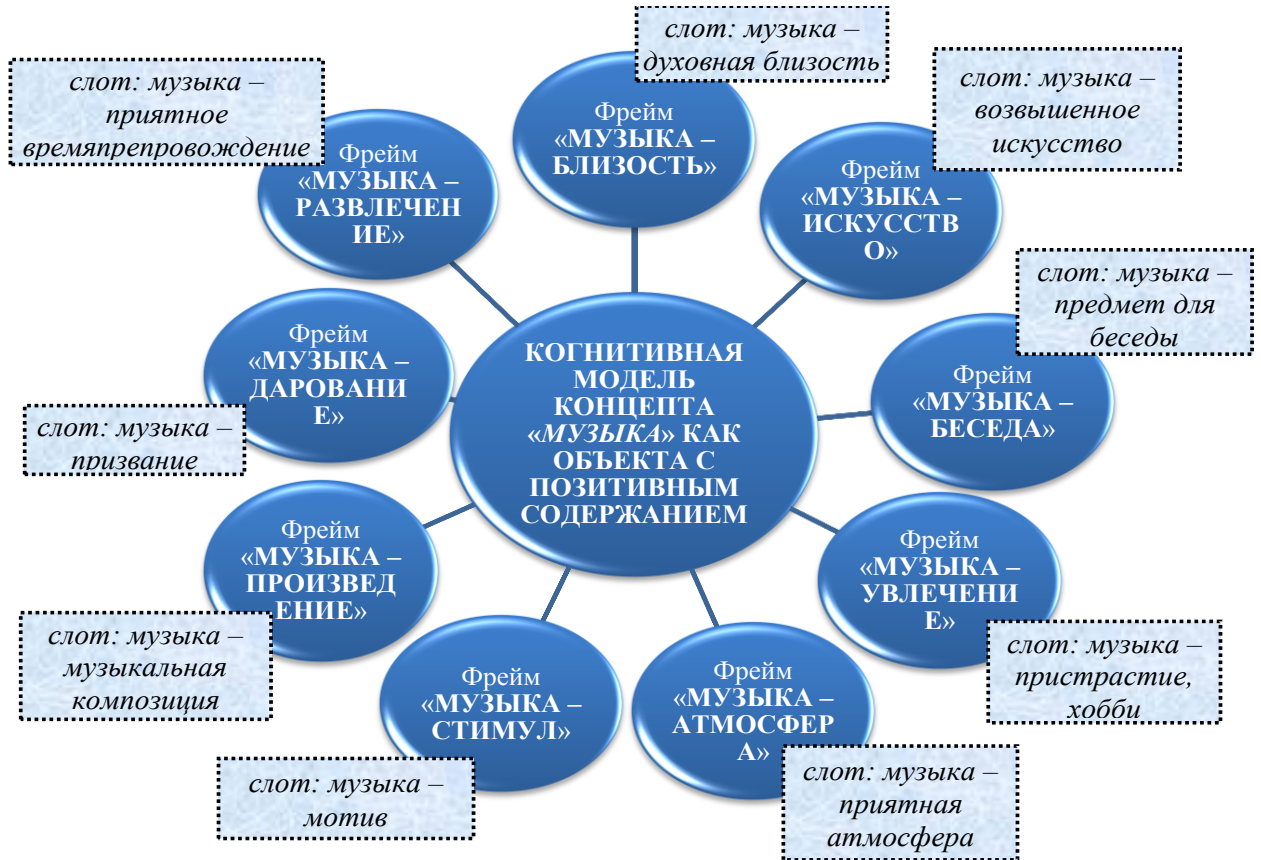 слот: музыка –
духовная близость
Фрейм
«МУЗЫКА –
БЛИЗОСТЬ»
слот: музыка –
возвышенное
искусство
Фрейм
«МУЗЫКА –
ИСКУССТВ
О»
слот: музыка –
предмет для
беседы
Фрейм
«МУЗЫКА –
БЕСЕДА»
Фрейм
«МУЗЫКА –
УВЛЕЧЕНИ
Е»
слот: музыка –
пристрастие,
хобби
Фрейм
«МУЗЫКА –
АТМОСФЕР
А»
слот: музыка –
приятная
атмосфера
Фрейм
«МУЗЫКА –
СТИМУЛ»
слот: музыка –
мотив
Фрейм
«МУЗЫКА –
ПРОИЗВЕД
ЕНИЕ»
слот: музыка –
музыкальная
композиция
Фрейм
«МУЗЫКА –
ДАРОВАНИ
Е»
слот: музыка –
призвание
Фрейм
«МУЗЫКА –
РАЗВЛЕЧЕН
ИЕ»
слот: музыка –
приятное
времяпрепровождение
КОГНИТИВНАЯ
МОДЕЛЬ
КОНЦЕПТА
«МУЗЫКА» КАК
ОБЪЕКТА С
ПОЗИТИВНЫМ
СОДЕРЖАНИЕМ